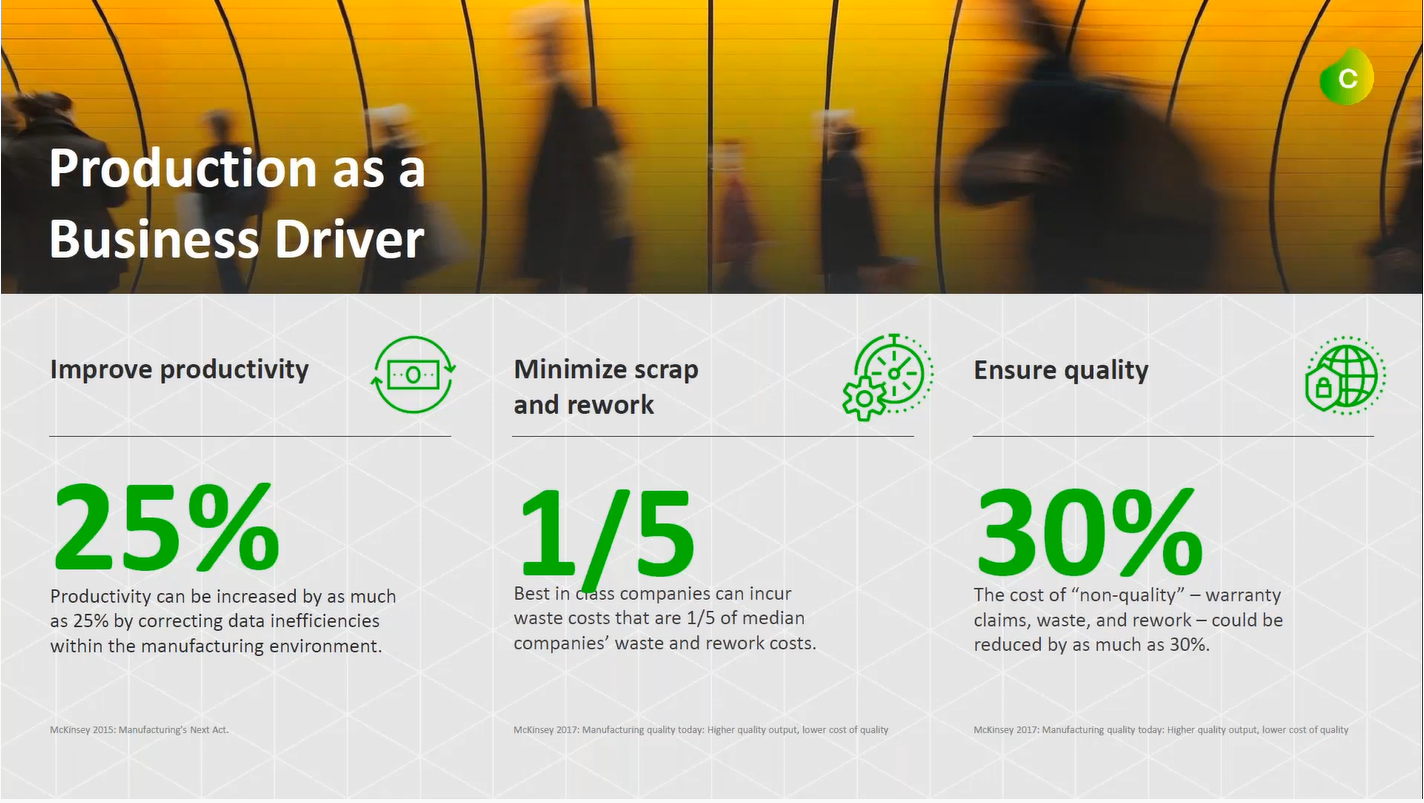 C
Production as a
Business Driver
Improve productivity
Minimize scrap
and rework
Ensure quality
25%
Productivity can be increased by as much
as 25% by correcting data inefficiencies
within the manufacturing environment.
1/5
Best in class companies can incur
waste costs that are 1/5 of median
companies’ waste and rework costs.
30%
The cost of “non-quality” – warranty
claims, waste, and rework – could be
reduced by as much as 30%.
McKinsey 2015: Manufacturing's Next Act.
McKinsey 2017: Manufacturing quality today: Higher quality output, lower cost of quality
McKinsey 2017: Manufacturing quality today: Higher quality output, lower cost of quality